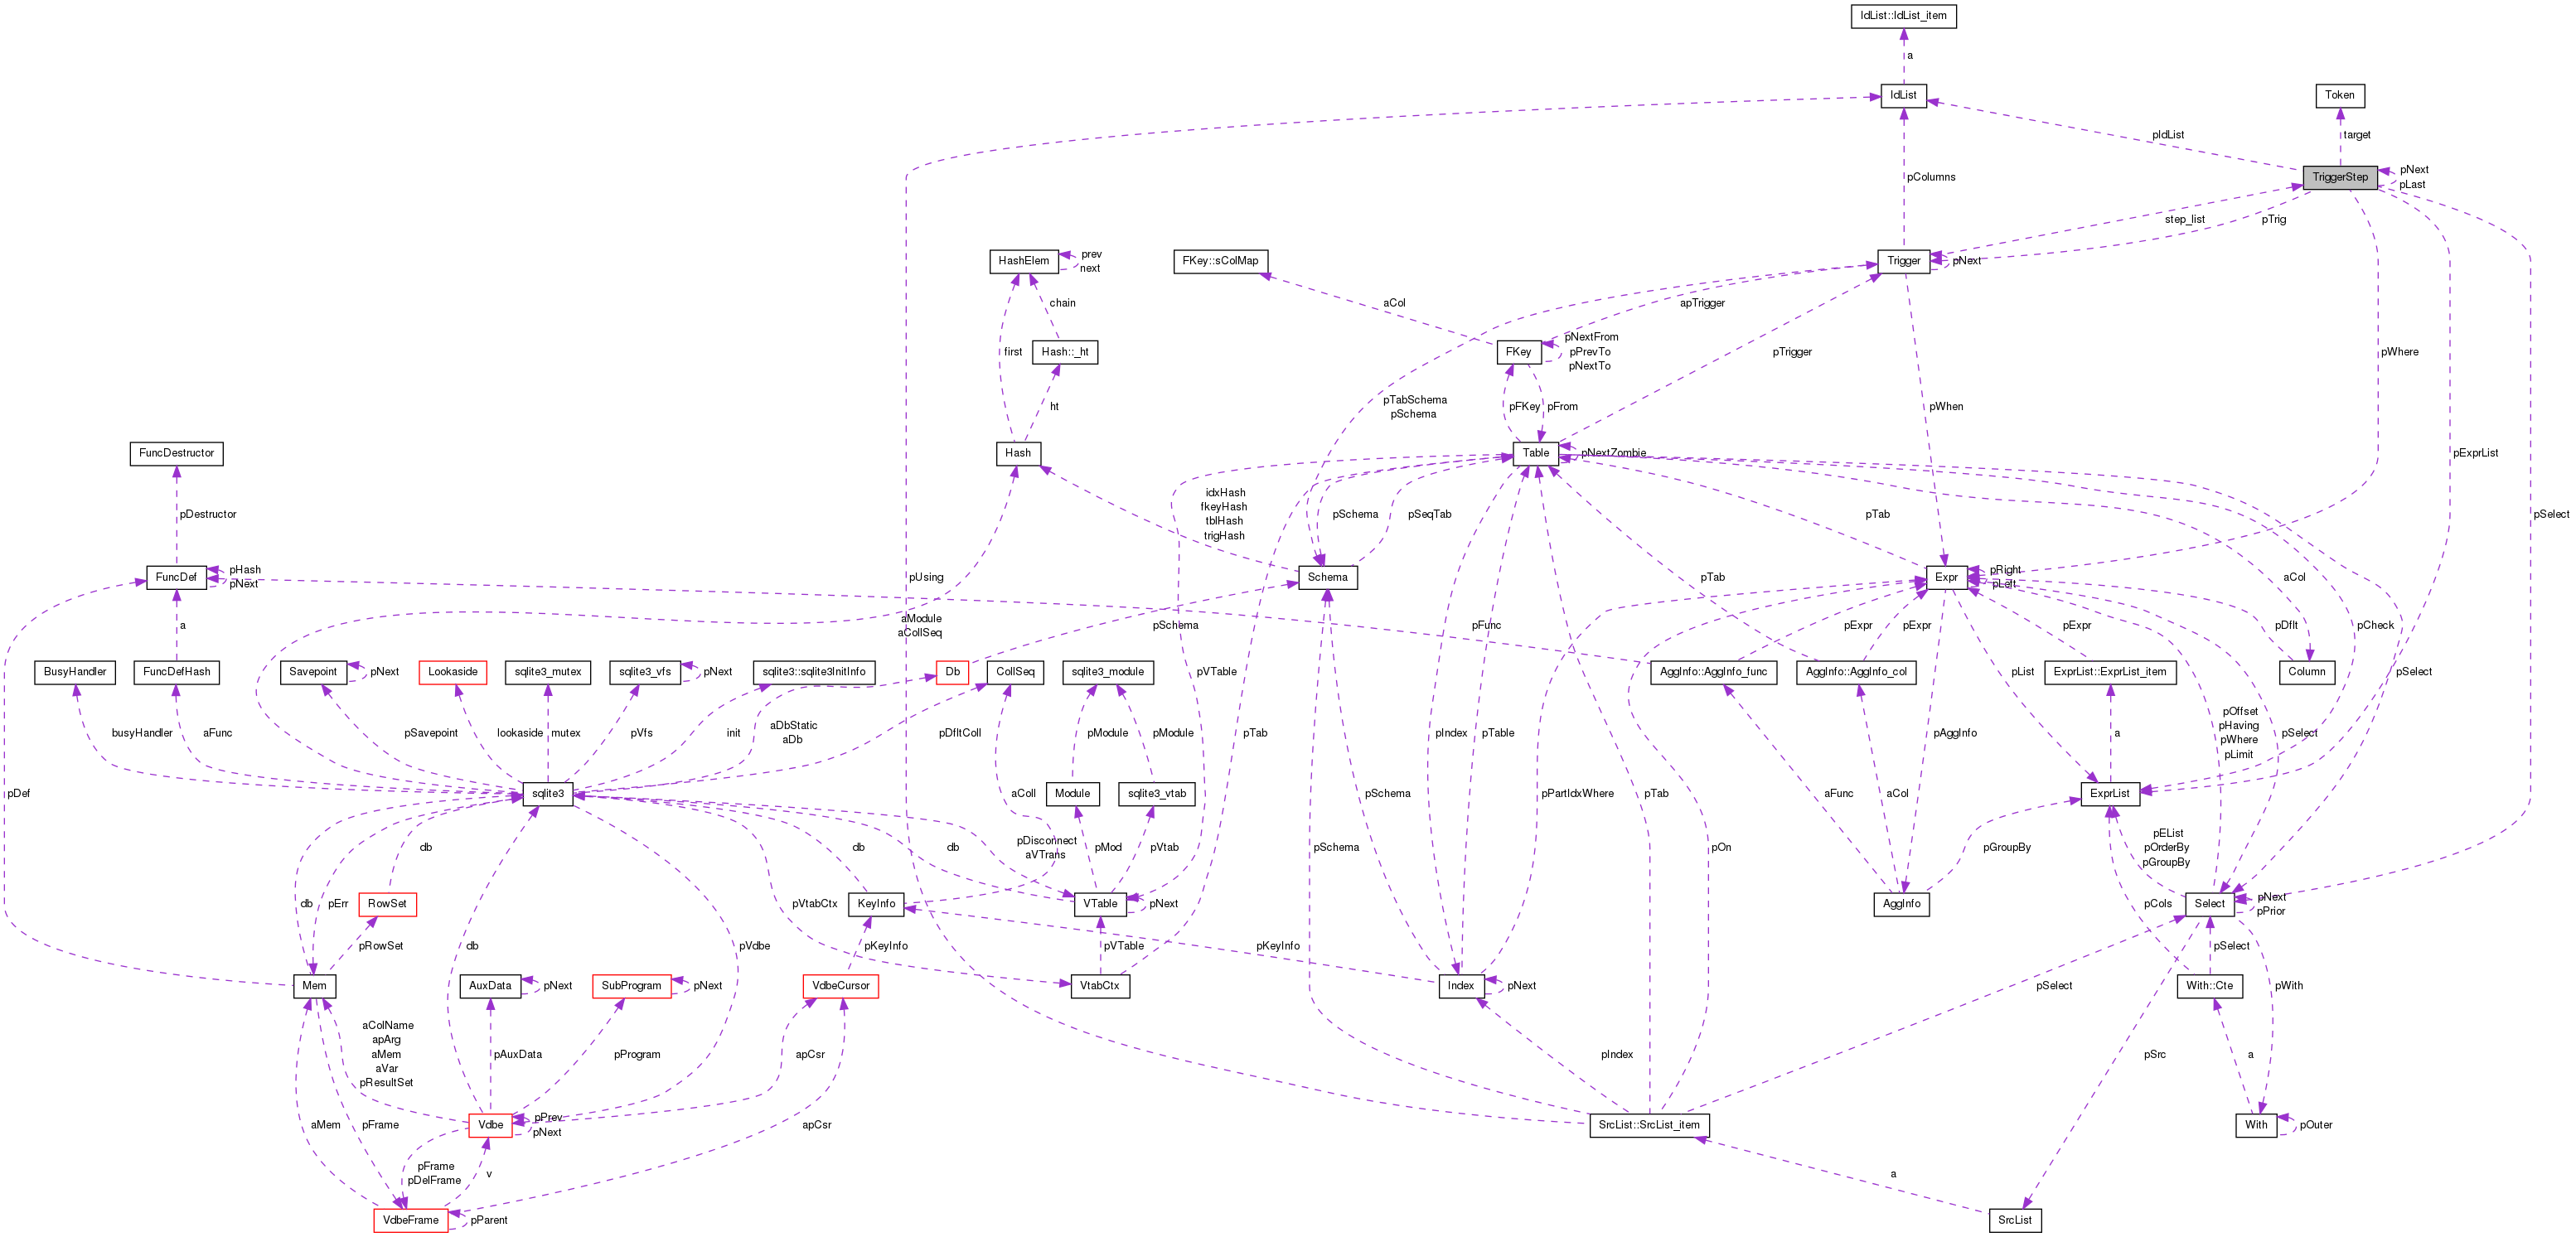 IdList::IdList_item
a
IdList
Token
pIdList
target
TriggerStep
pNext
pLast
pColumns
step_list
pTrig
HashElem
prev
next
FKey::sColMap
Trigger
pNext
chain
aCol
apTrigger
first
Hash::_ht
FKey
pNextFrom
pPrevTo
pNextTo
pTrigger
pWhere
ht
pTabSchema
pSchema
pFKey
pFrom
pWhen
FuncDestructor
Hash
Table
pNextZombie
pExprList
pDestructor
idxHash
fkeyHash
tblHash
trigHash
pSchema
pSeqTab
pTab
pSelect
FuncDef
pHash
pNext
pUsing
Schema
pTab
Expr
pRight
pLeft
aCol
a
aModule
aCollSeq
pSchema
pFunc
pExpr
pExpr
pExpr
pDflt
pCheck
BusyHandler
FuncDefHash
Savepoint
pNext
Lookaside
sqlite3_mutex
sqlite3_vfs
pNext
sqlite3::sqlite3InitInfo
Db
CollSeq
sqlite3_module
pVTable
AggInfo::AggInfo_func
AggInfo::AggInfo_col
pList
ExprList::ExprList_item
Column
pSelect
busyHandler
aFunc
pSavepoint
lookaside
mutex
pVfs
init
aDbStatic
aDb
pDfltColl
pModule
pModule
pTab
pIndex
pTable
pAggInfo
a
pOffset
pHaving
pWhere
pLimit
pSelect
pDef
sqlite3
aColl
Module
sqlite3_vtab
pSchema
pPartIdxWhere
pTab
aFunc
aCol
ExprList
db
db
db
pDisconnect
aVTrans
pMod
pVtab
pSchema
pOn
pGroupBy
pEList
pOrderBy
pGroupBy
db
pErr
RowSet
pVtabCtx
KeyInfo
VTable
pNext
AggInfo
pCols
Select
pNext
pPrior
pRowSet
db
pVdbe
pKeyInfo
pVTable
pKeyInfo
pSelect
Mem
AuxData
pNext
SubProgram
pNext
VdbeCursor
VtabCtx
Index
pNext
pSelect
With::Cte
pWith
aColName
apArg
aMem
aVar
pResultSet
pAuxData
pProgram
apCsr
pIndex
pSrc
a
aMem
pFrame
Vdbe
pPrev
pNext
apCsr
SrcList::SrcList_item
With
pOuter
pFrame
pDelFrame
v
a
VdbeFrame
pParent
SrcList